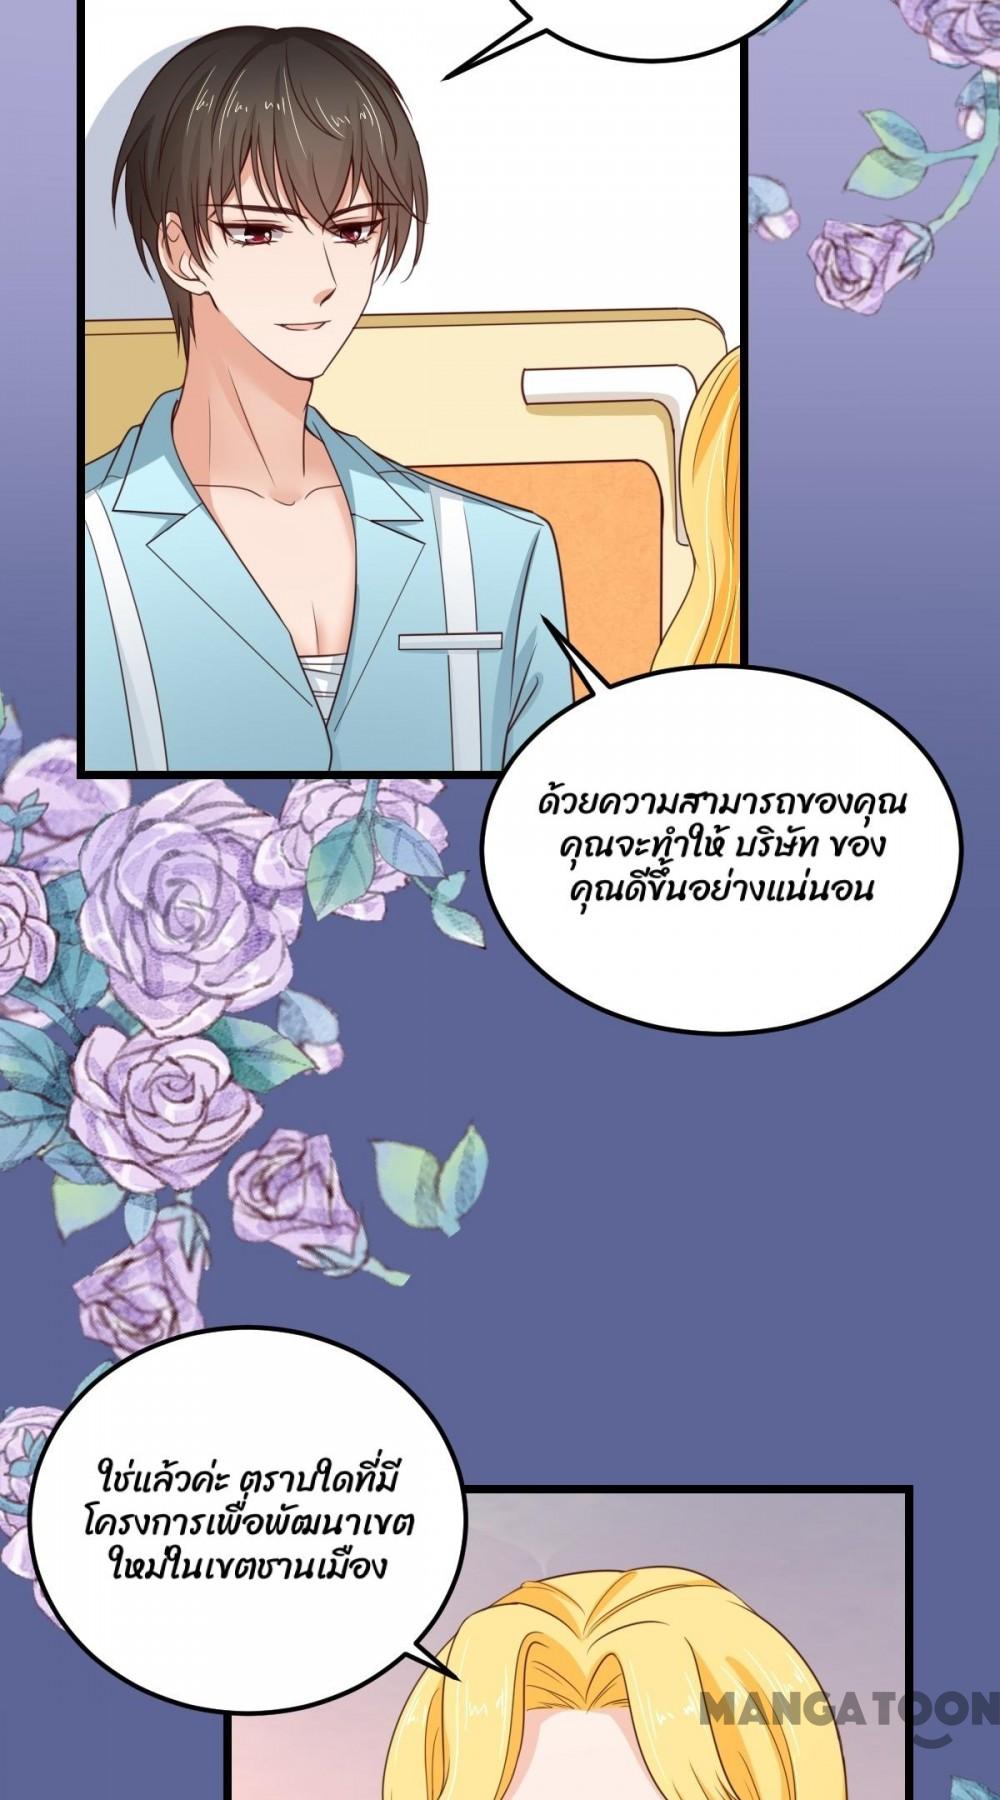 ด้วยความสามารถของคุณ
คุณจะทำให้ บริษัท ของ
คุณดีขึ้นอย่างแน่นอน
ใช่แล้วค่ะ ตราบใดที่มี
โครงการเพื่อพัฒนาเขต
ใหม่ในเขตชานเมือง
MANGATOON